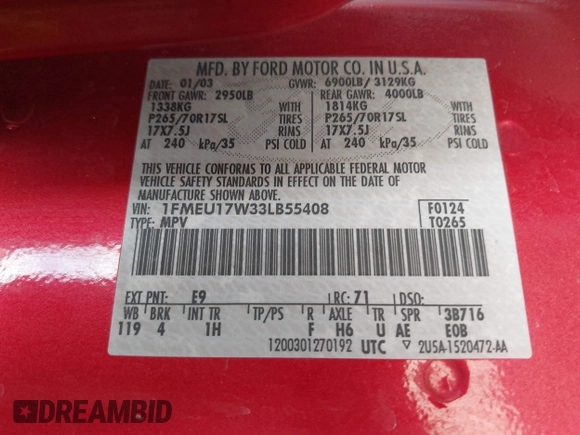 MFD. BY FORD MOTOR CO. IN U.S.A.
DATE: 01/03 GVWR: 6900LB/ 3129KG
FRONT GAWR: 2950LB REAR GAWR: 4000LB
1338KG WITH 1814KG WITH
P265/70R17SL TIRES P265/70R17SL TIRES
17X7.5J RIMS 17X7.5J RIMS
AT 240 kPa/35 PSI COLD AT 240 kPa/35 PSI COLD
THIS VEHICLE CONFORMS TO ALL APPLICABLE FEDERAL MOTOR
VEHICLE SAFETY STANDARDS IN EFFECT ON THE DATE OF
MANUFACTURE SHOWN ABOVE.
VIN: 1FMEU17W33LB55408 F0124
TYPE: MPV T0265
EXT PNT: E9 RC: 71 DSO:
WB BRK INT TR TP/PS R AXLE TR SPR 3B716
119 4 1H F H6 U AE E0B
1200301270192 UTC ▽ 2U5A-1520472-AA
DREAMBID